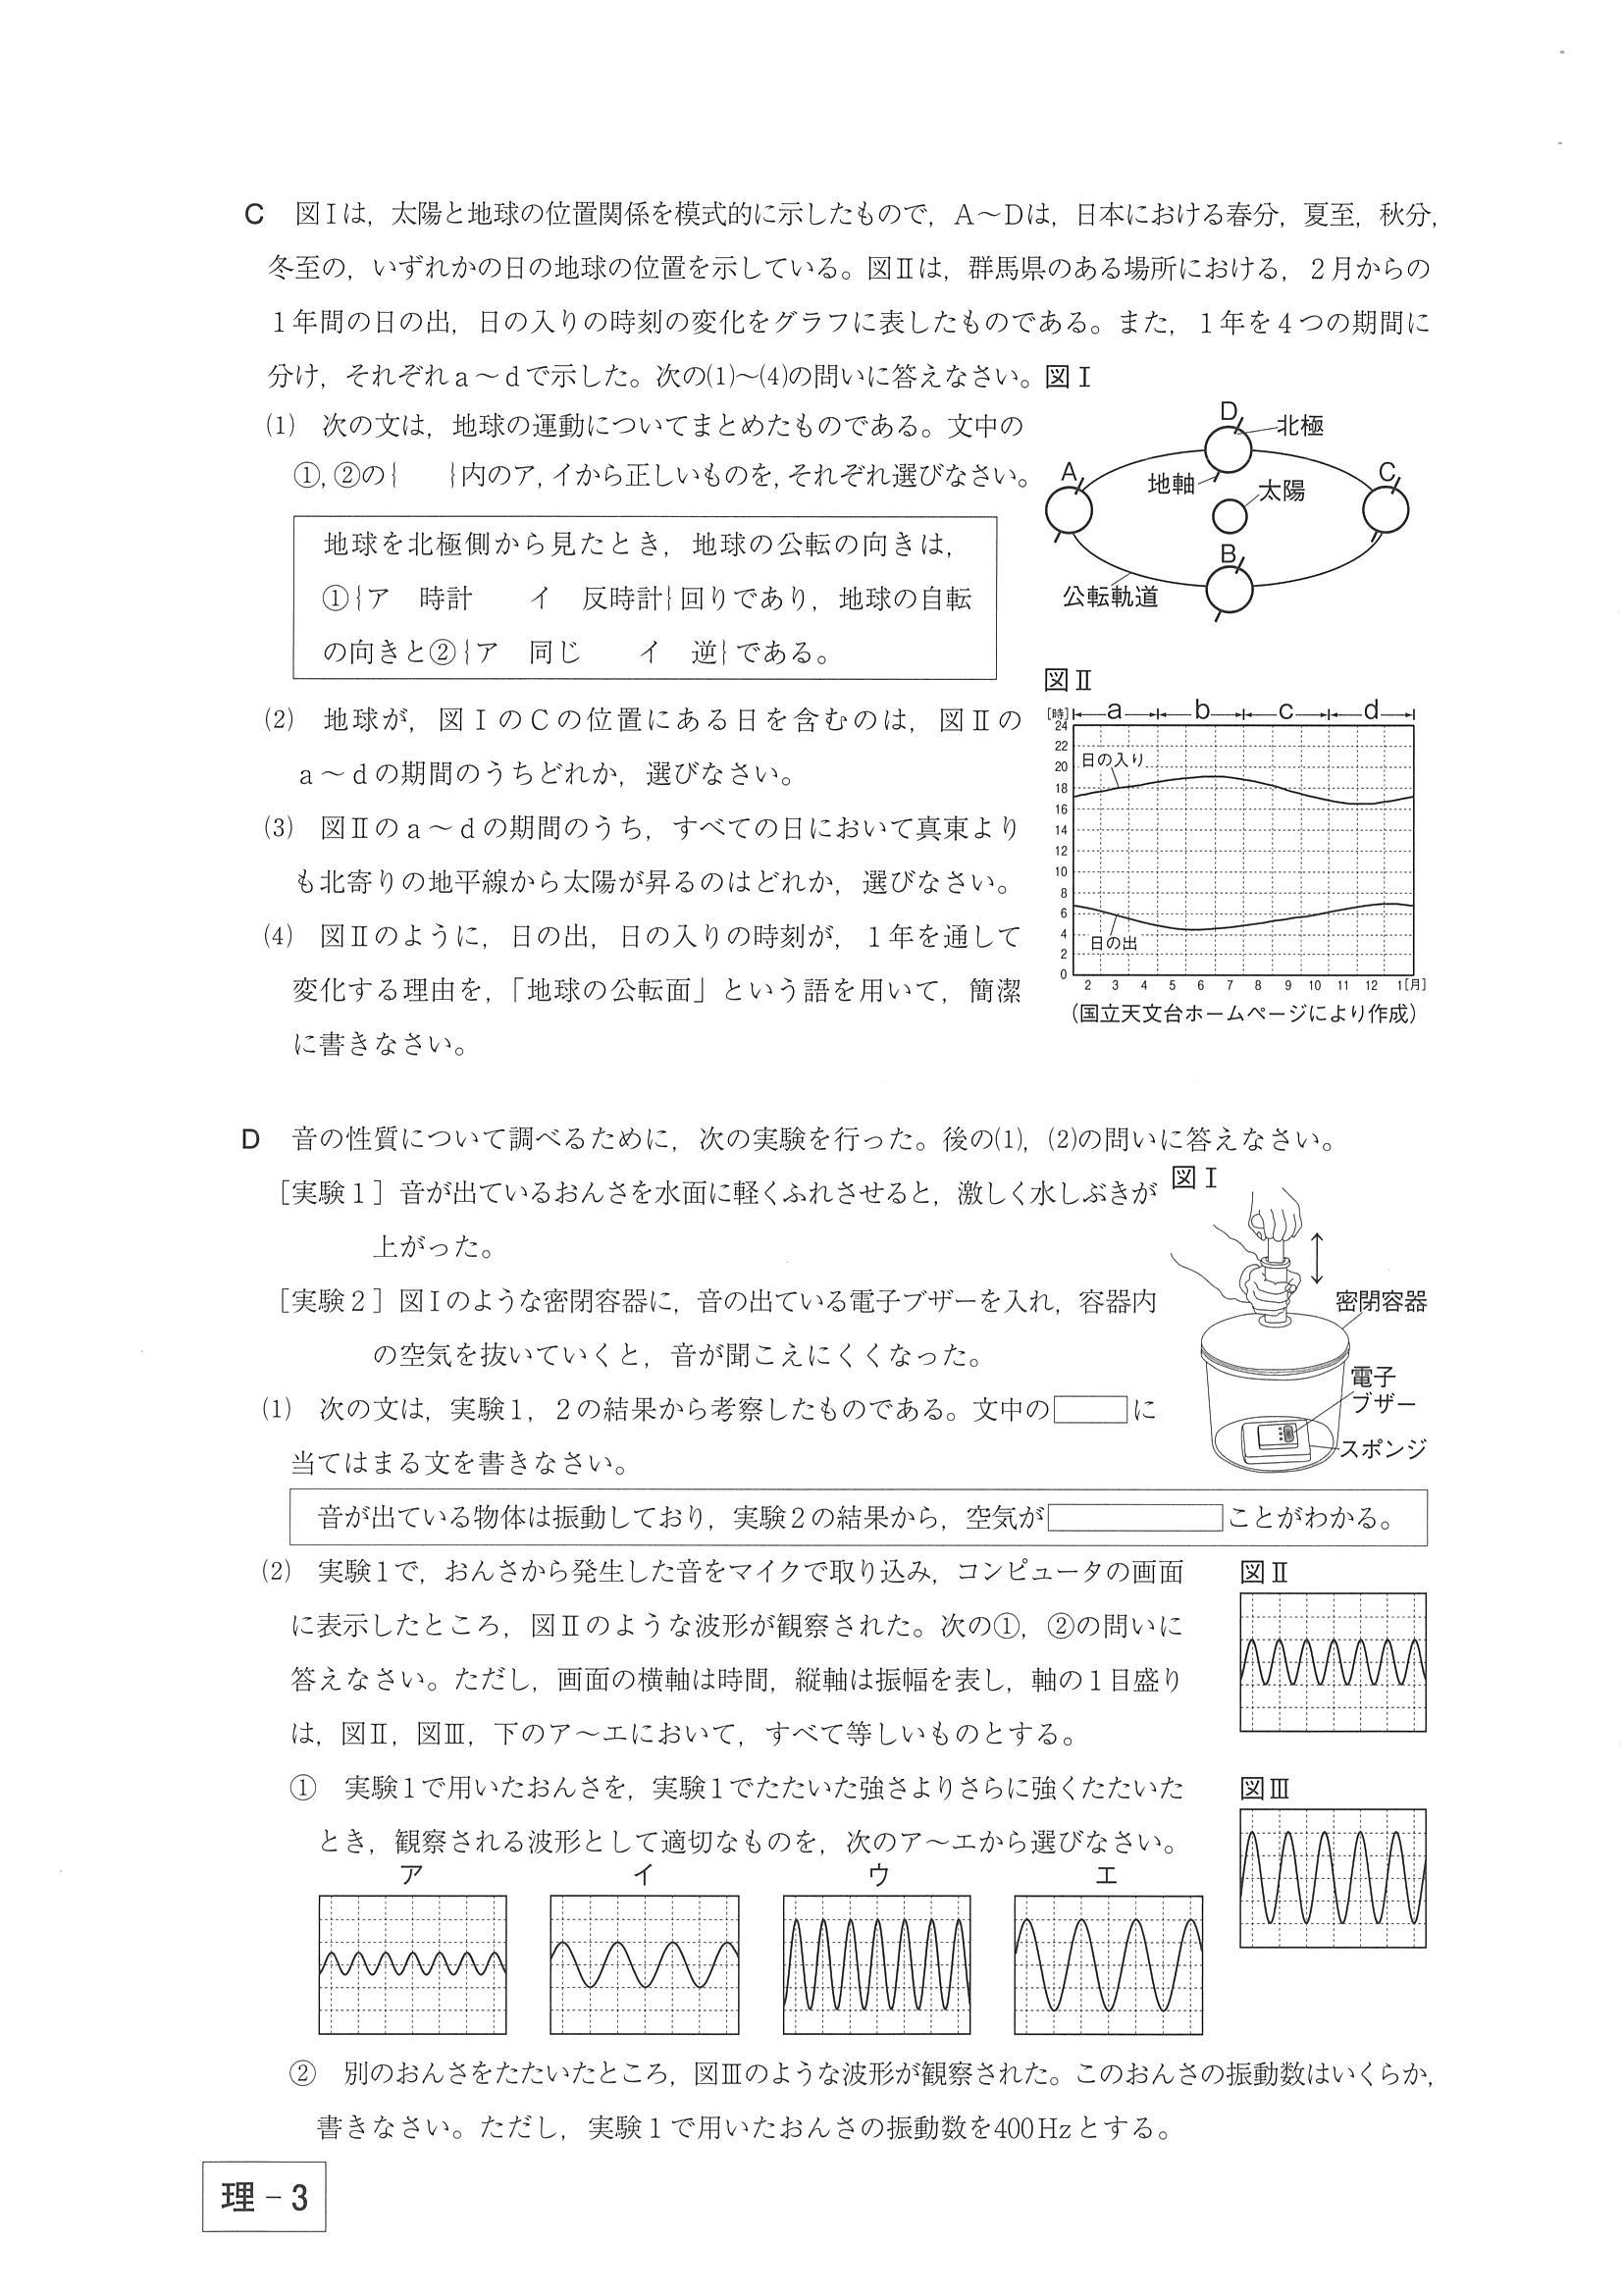 C 図Ⅰは，太陽と地球の位置関係を模式的に示したもので，A～Dは，日本における春分，夏至，秋分，
冬至の，いずれかの日の地球の位置を示している。図Ⅱは，群馬県のある場所における，2月からの
1年間の日の出，日の入りの時刻の変化をグラフに表したものである。また，1年を4つの期間に
分け，それぞれa～dで示した。次の⑴～⑷の問いに答えなさい。
⑴ 次の文は，地球の運動についてまとめたものである。文中の
①，②の{ }内のア，イから正しいものを，それぞれ選びなさい。
地球を北極側から見たとき，地球の公転の向きは，
①{ア 時計 イ 反時計}回りであり，地球の自転
の向きと②{ア 同じ イ 逆}である。
図Ⅰ
D
北極
A
地軸
C
太陽
B
公転軌道
⑵ 地球が，図ⅠのCの位置にある日を含むのは，図Ⅱの
a～dの期間のうちどれか，選びなさい。
⑶ 図Ⅱのa～dの期間のうち，すべての日において真東より
も北寄りの地平線から太陽が昇るのはどれか，選びなさい。
⑷ 図Ⅱのように，日の出，日の入りの時刻が，1年を通して
変化する理由を，「地球の公転面」という語を用いて，簡潔
に書きなさい。
図Ⅱ
[時] a b c d
24
22
20 日の入り
18
16
14
12
10
8
6
4 日の出
2
0
2 3 4 5 6 7 8 9 10 11 12 1[月]
（国立天文台ホームページにより作成）
D 音の性質について調べるために，次の実験を行った。後の⑴，⑵の問いに答えなさい。
［実験1］音が出ているおんさを水面に軽くふれさせると，激しく水しぶきが
上がった。
［実験2］図Ⅰのような密閉容器に，音の出ている電子ブザーを入れ，容器内
の空気を抜いていくと，音が聞こえにくくなった。
図Ⅰ
密閉容器
電子
ブザー
スポンジ
⑴ 次の文は，実験1，2の結果から考察したものである。文中の に
当てはまる文を書きなさい。
音が出ている物体は振動しており，実験2の結果から，空気が ことがわかる。
⑵ 実験1で，おんさから発生した音をマイクで取り込み，コンピュータの画面
に表示したところ，図Ⅱのような波形が観察された。次の①，②の問いに
答えなさい。ただし，画面の横軸は時間，縦軸は振幅を表し，軸の1目盛り
は，図Ⅱ，図Ⅲ，下のア～エにおいて，すべて等しいものとする。
図Ⅱ
① 実験1で用いたおんさを，実験1でたたいた強さよりさらに強くたたいた
とき，観察される波形として適切なものを，次のア～エから選びなさい。
図Ⅲ
ア イ ウ エ
② 別のおんさをたたいたところ，図Ⅲのような波形が観察された。このおんさの振動数はいくらか，
書きなさい。ただし，実験1で用いたおんさの振動数を400Hzとする。
理－3